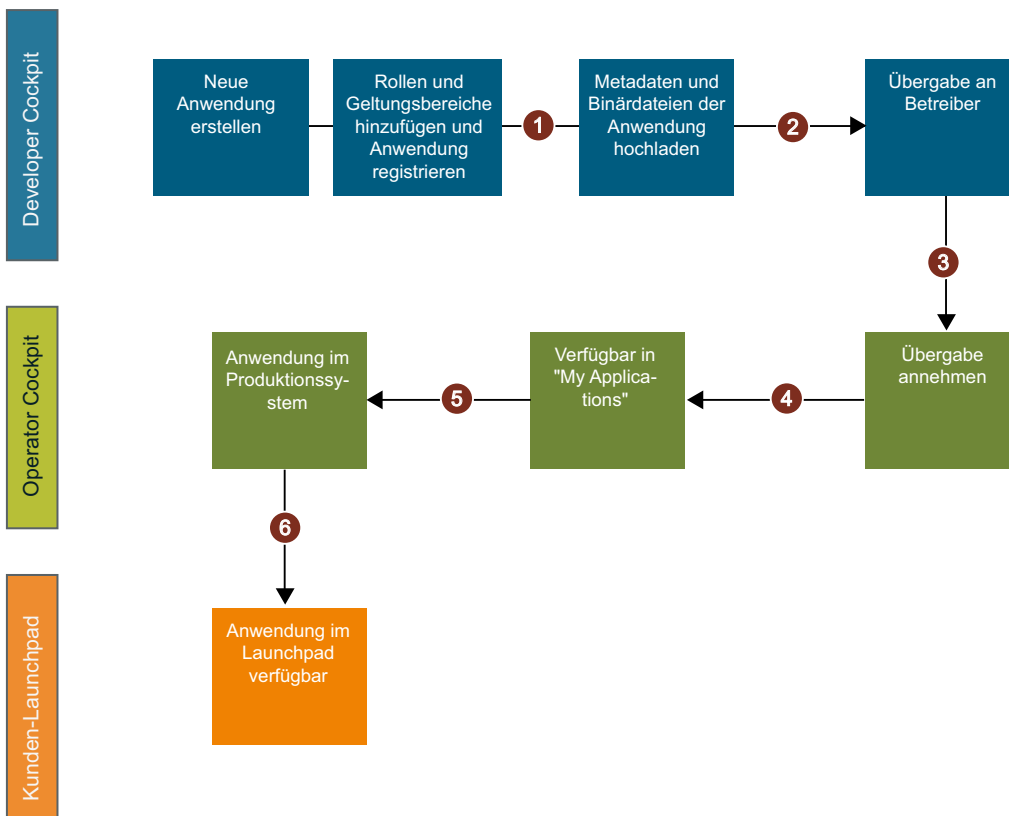 Developer Cockpit
Neue
Anwendung
erstellen
Rollen und
Geltungsbereiche
hinzufügen und
Anwendung
registrieren
1
Metadaten und
Binärdateien der
Anwendung
hochladen
2
Übergabe an
Betreiber
3
Operator Cockpit
Anwendung im
Produktionssy-
stem
5
Verfügbar in
"My Applica-
tions"
4
Übergabe
annehmen
6
Kunden-Launchpad
Anwendung im
Launchpad
verfügbar